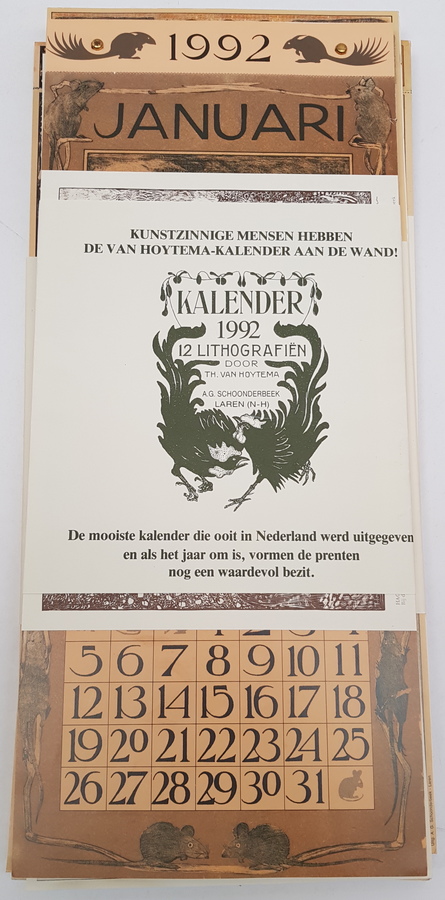 1992
JANUARI
KUNSTZINNIGE MENSEN HEBBEN
DE VAN HOYTEMA-KALENDER AAN DE WAND!
KALENDER
1992
12 LITHOGRAFIËN
DOOR
TH. VAN HOYTEMA
A.G. SCHOONDERBEEK
LAREN (N-H)
De mooiste kalender die ooit in Nederland werd uitgegeven
en als het jaar om is, vormen de prenten
nog een waardevol bezit.
5 6 7 8 9 10 11
12 13 14 15 16 17 18
19 20 21 22 23 24 25
26 27 28 29 30 31